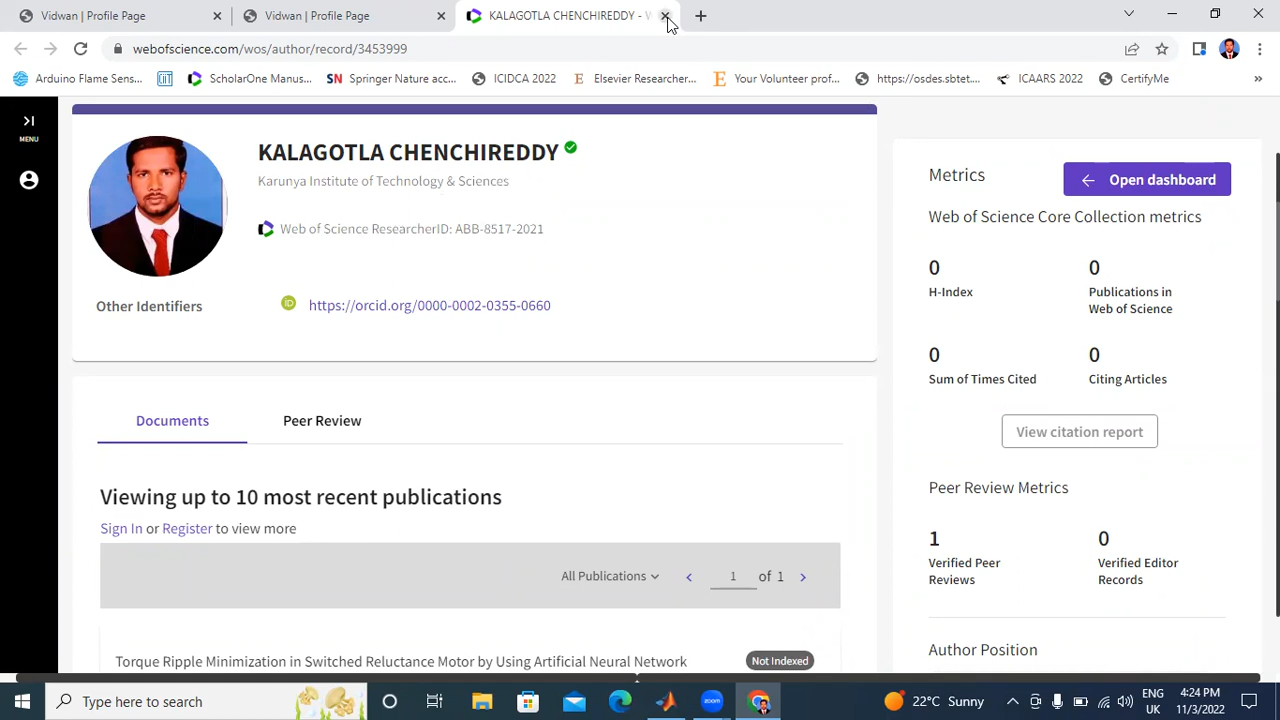 Vidwan | Profile Page
Vidwan | Profile Page
KALAGOTLA CHENCHIREDDY - W
webofscience.com/wos/author/record/3453999
Arduino Flame Sens...
ScholarOne Manus...
SN Springer Nature acc...
ICIDCA 2022
E Elsevier Researcher...
E Your Volunteer prof...
https://osdes.sbtet....
ICAARS 2022
CertifyMe
»
MENU
KALAGOTLA CHENCHIREDDY
Karunya Institute of Technology & Sciences
Web of Science ResearcherID: ABB-8517-2021
Other Identifiers
iD https://orcid.org/0000-0002-0355-0660
Documents
Peer Review
Viewing up to 10 most recent publications
Sign In or Register to view more
All Publications
1 of 1
Torque Ripple Minimization in Switched Reluctance Motor by Using Artificial Neural Network
Not Indexed
Metrics
Open dashboard
Web of Science Core Collection metrics
0
H-Index
0
Publications in
Web of Science
0
Sum of Times Cited
0
Citing Articles
View citation report
Peer Review Metrics
1
Verified Peer
Reviews
0
Verified Editor
Records
Author Position
Type here to search
zoom
22°C Sunny
ENG
UK
4:24 PM
11/3/2022